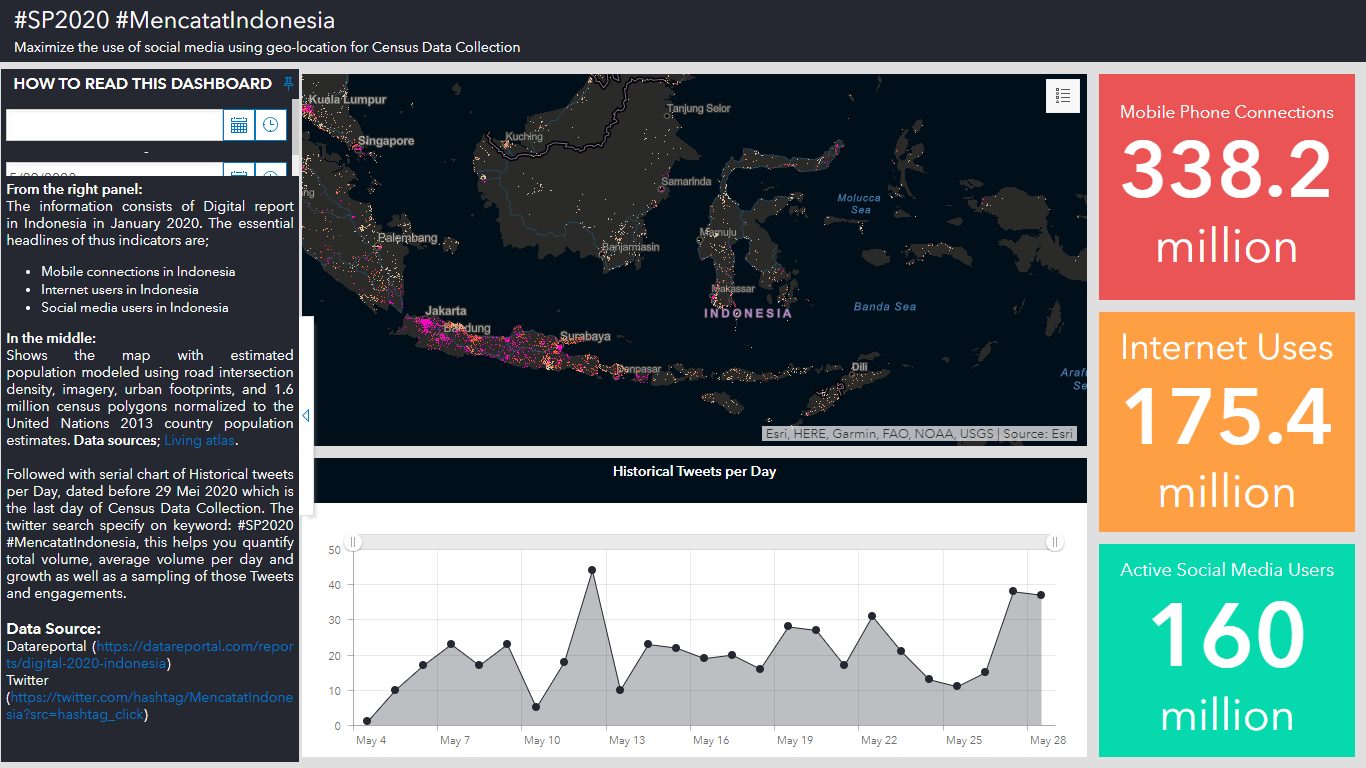 #SP2020 #MencatatIndonesia
Maximize the use of social media using geo-location for Census Data Collection
HOW TO READ THIS DASHBOARD
-
From the right panel:
The information consists of Digital report
in Indonesia in January 2020. The essential
headlines of thus indicators are;
• Mobile connections in Indonesia
• Internet users in Indonesia
• Social media users in Indonesia
In the middle:
Shows the map with estimated
population modeled using road intersection
density, imagery, urban footprints, and 1.6
million census polygons normalized to the
United Nations 2013 country population
estimates. Data sources; Living atlas.
Followed with serial chart of Historical tweets
per Day, dated before 29 Mei 2020 which is
the last day of Census Data Collection. The
twitter search specify on keyword: #SP2020
#MencatatIndonesia, this helps you quantify
total volume, average volume per day and
growth as well as a sampling of those Tweets
and engagements.
Data Source:
Datareportal (https://datareportal.com/repor
ts/digital-2020-indonesia)
Twitter
(https://twitter.com/hashtag/MencatatIndone
sia?src=hashtag_click)
Kuala Lumpur
Singapore
Kuching
Tanjung Selor
Samarinda
Molucca
Sea
Palembang
Banjarmasin
Mamuju
Makassar
INDONESIA
Banda Sea
Jakarta
Bandung
Surabaya
Denpasar
Dili
Araf
Se
Esri, HERE, Garmin, FAO, NOAA, USGS | Source: Esri
Historical Tweets per Day
50
40
30
20
10
0
May 4
May 7
May 10
May 13
May 16
May 19
May 22
May 25
May 28
Mobile Phone Connections
338.2
million
Internet Uses
175.4
million
Active Social Media Users
160
million